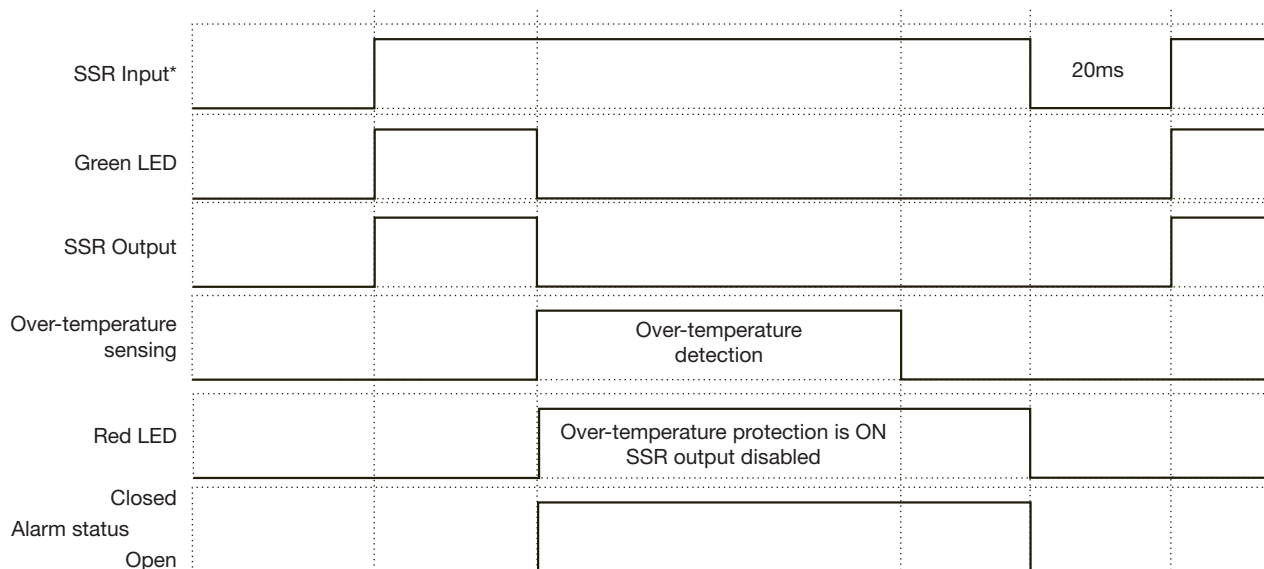 SSR Input*
20ms
Green LED
SSR Output
Over-temperature
sensing
Over-temperature
detection
Red LED
Over-temperature protection is ON
SSR output disabled
Closed
Alarm status
Open